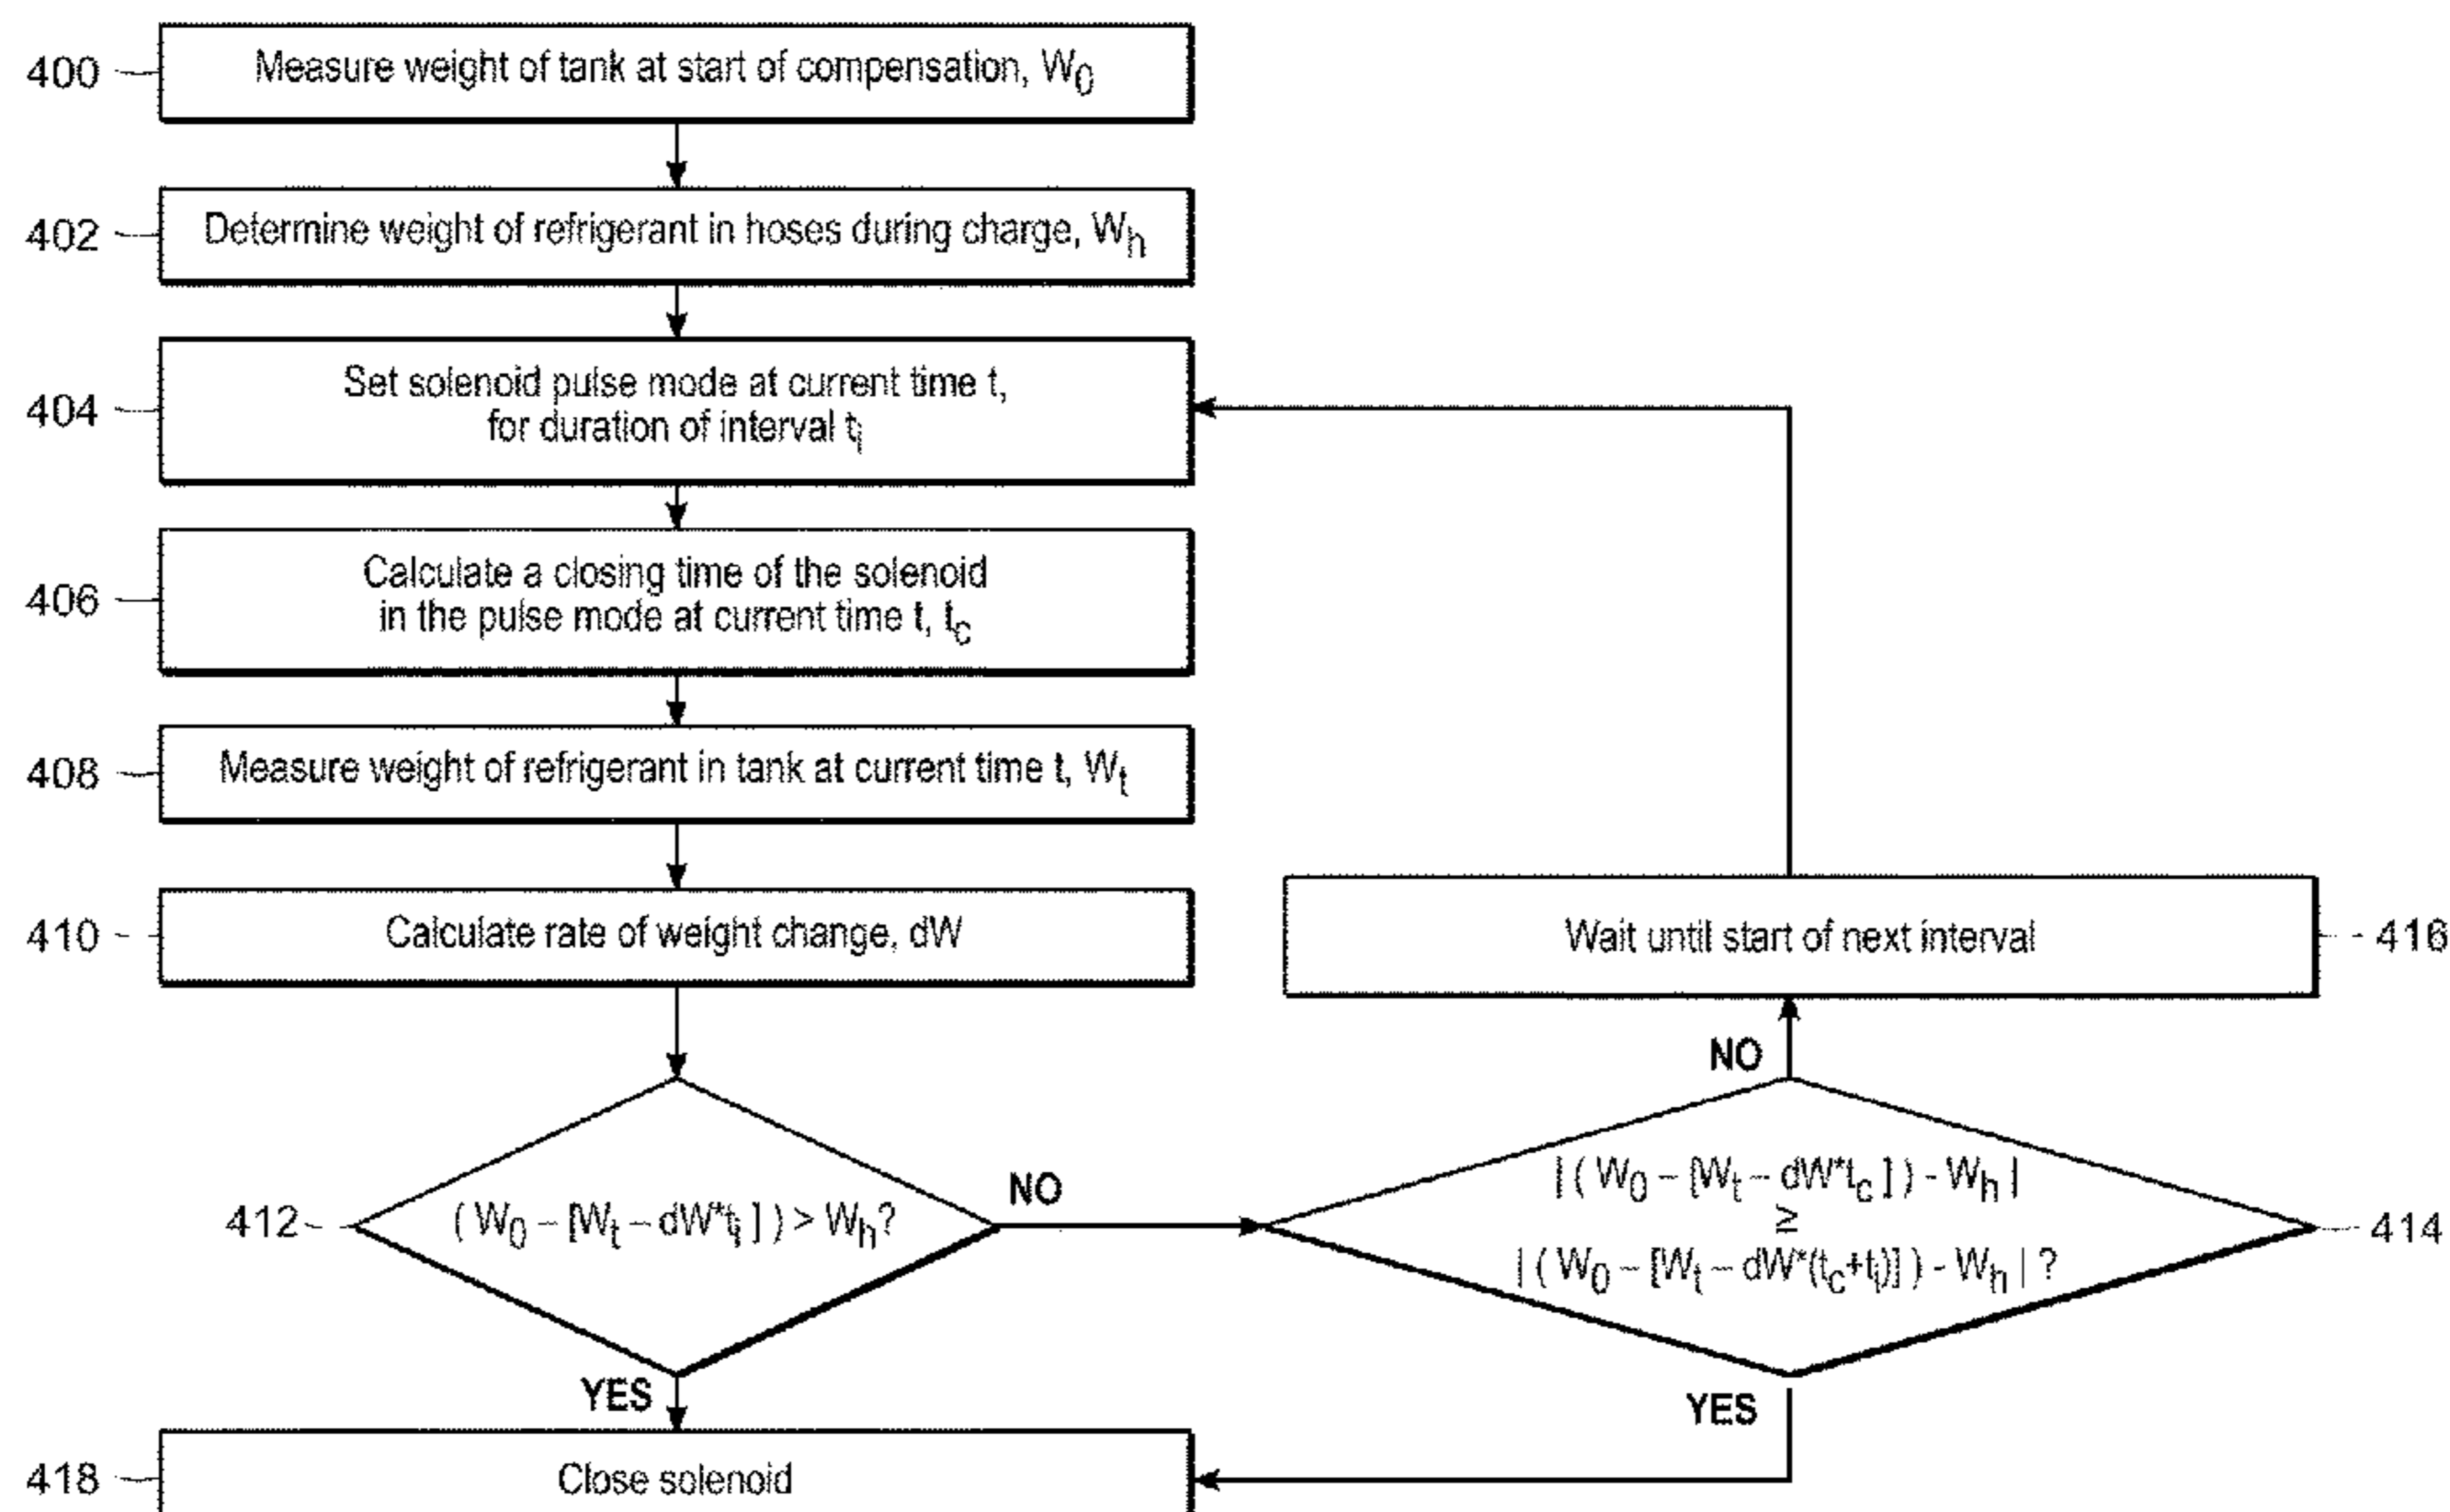 400
Measure weight of tank at start of compensation, W0
402
Determine weight of refrigerant in hoses during charge, Wh
404
Set solenoid pulse mode at current time t,
for duration of interval ti
406
Calculate a closing time of the solenoid
in the pulse mode at current time t, tc
408
Measure weight of refrigerant in tank at current time t, Wt
410
Calculate rate of weight change, dW
Wait until start of next interval
416
NO
412
( W0 – [Wt – dW*ti ] ) > Wh?
NO
| ( W0 – [Wt – dW*tc ] ) - Wh |
≥
| ( W0 – [Wt – dW*(tc+ti)] ) - Wh | ?
414
YES
YES
418
Close solenoid